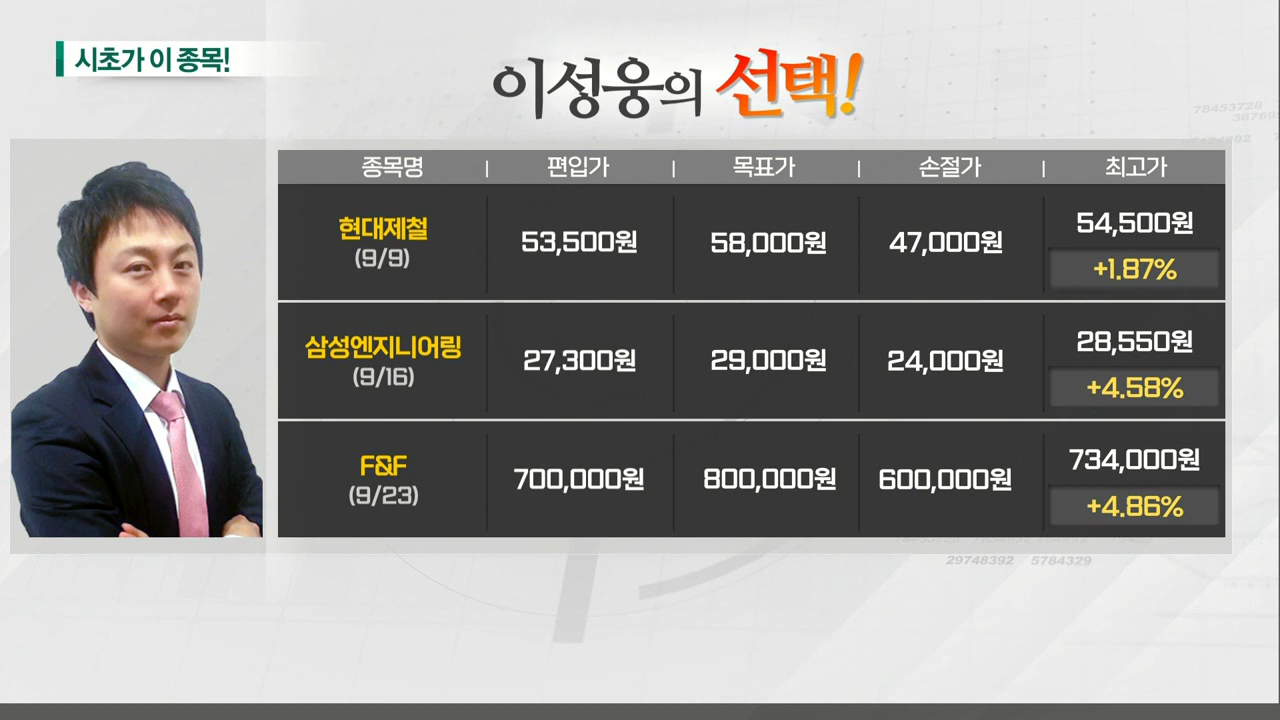 시초가 이 종목!
이성웅의 선택!
종목명 | 편입가 | 목표가 | 손절가 | 최고가
현대제철
(9/9)
53,500원
58,000원
47,000원
54,500원
+1.87%
삼성엔지니어링
(9/16)
27,300원
29,000원
24,000원
28,550원
+4.58%
F&F
(9/23)
700,000원
800,000원
600,000원
734,000원
+4.86%
78453728
29748392 5784329